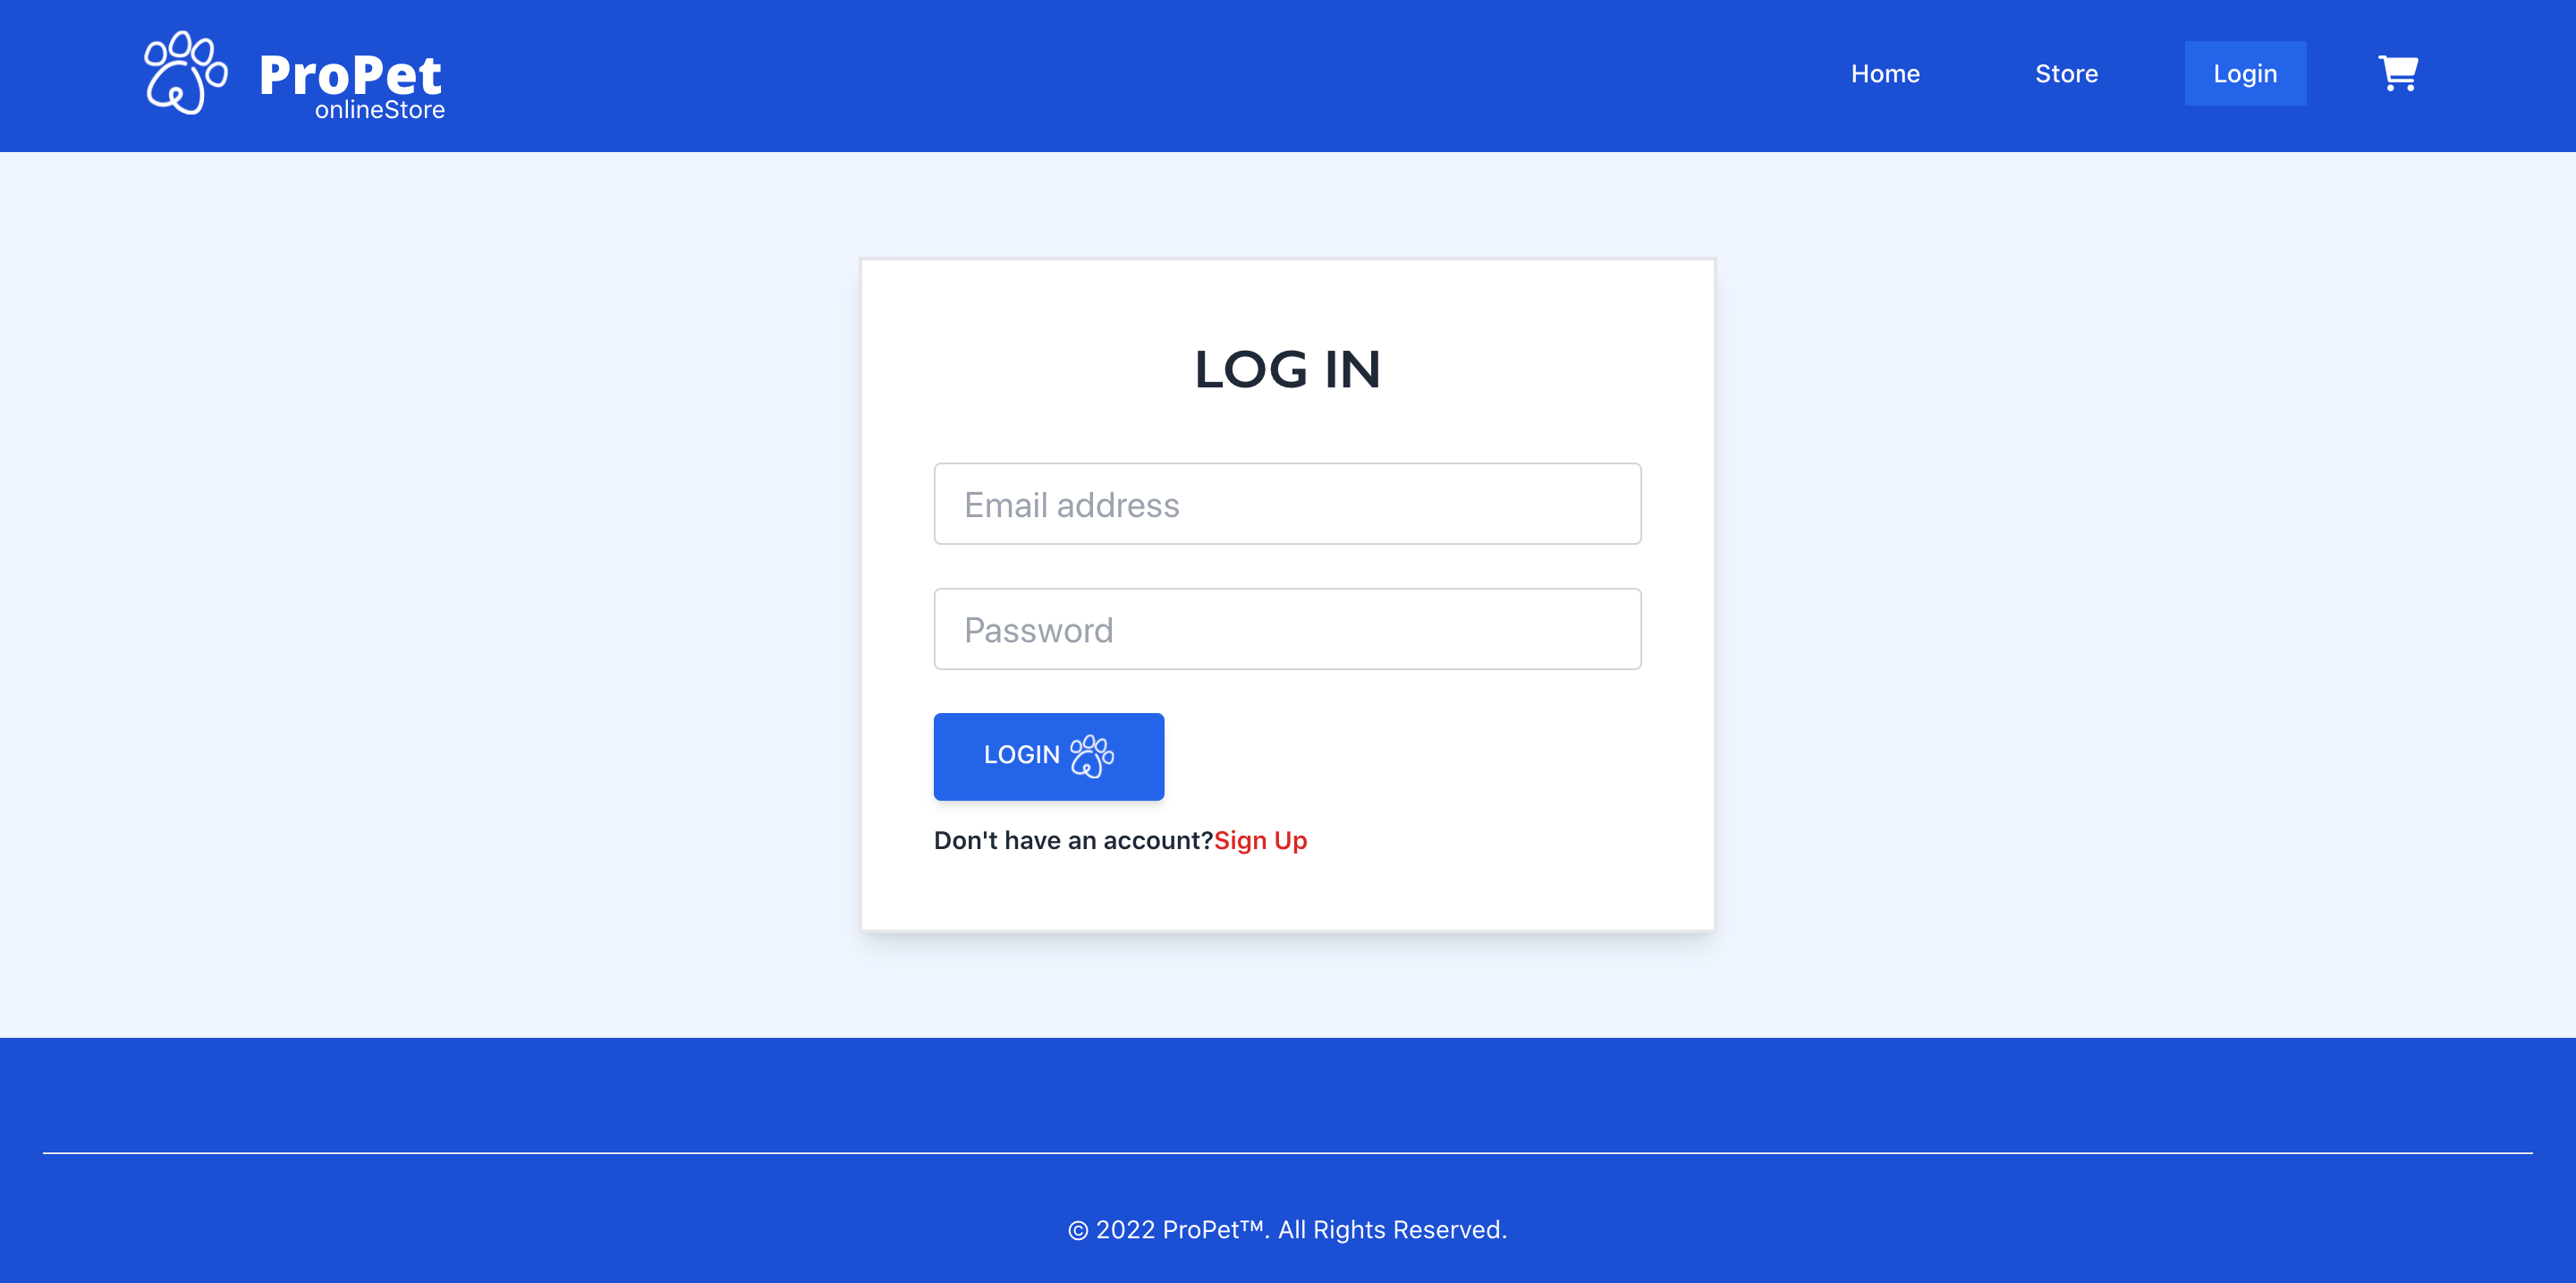 ProPet
onlineStore
Home Store Login
LOG IN
Email address
Password
LOGIN
Don't have an account?Sign Up
© 2022 ProPet™. All Rights Reserved.